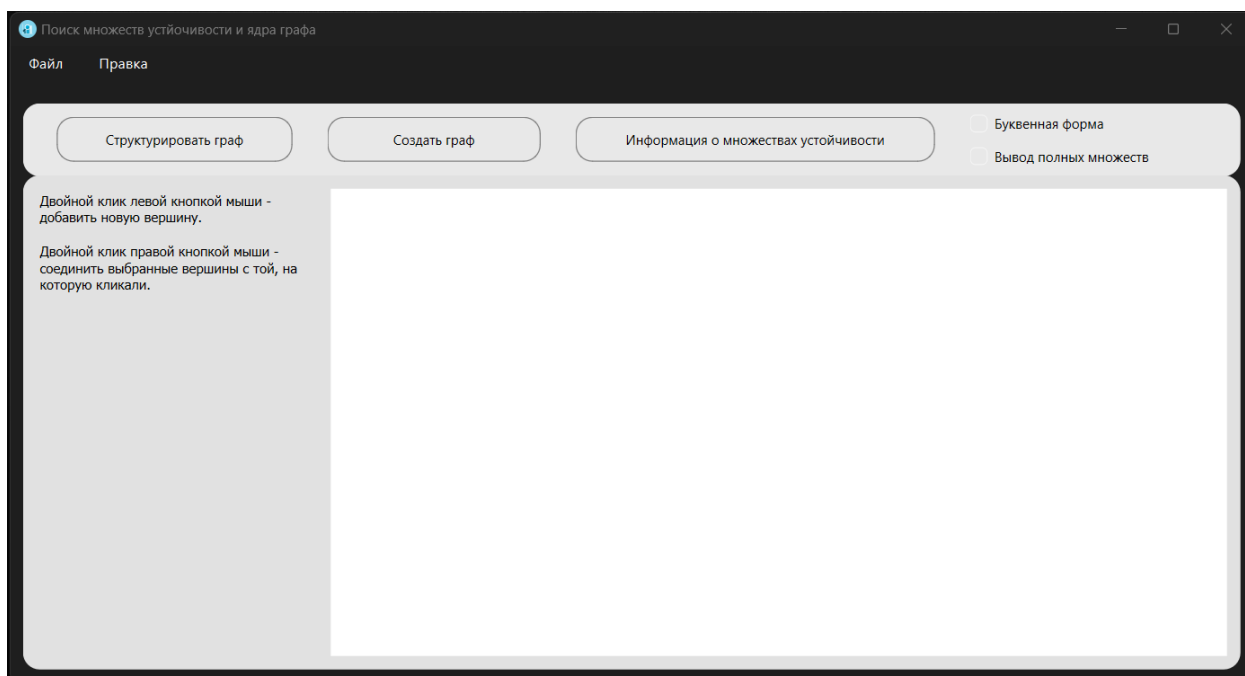 Поиск множеств устйочивости и ядра графа
Файл Правка
Структурировать граф Создать граф Информация о множествах устойчивости Буквенная форма
Вывод полных множеств
Двойной клик левой кнопкой мыши -
добавить новую вершину.
Двойной клик правой кнопкой мыши -
соединить выбранные вершины с той, на
которую кликали.